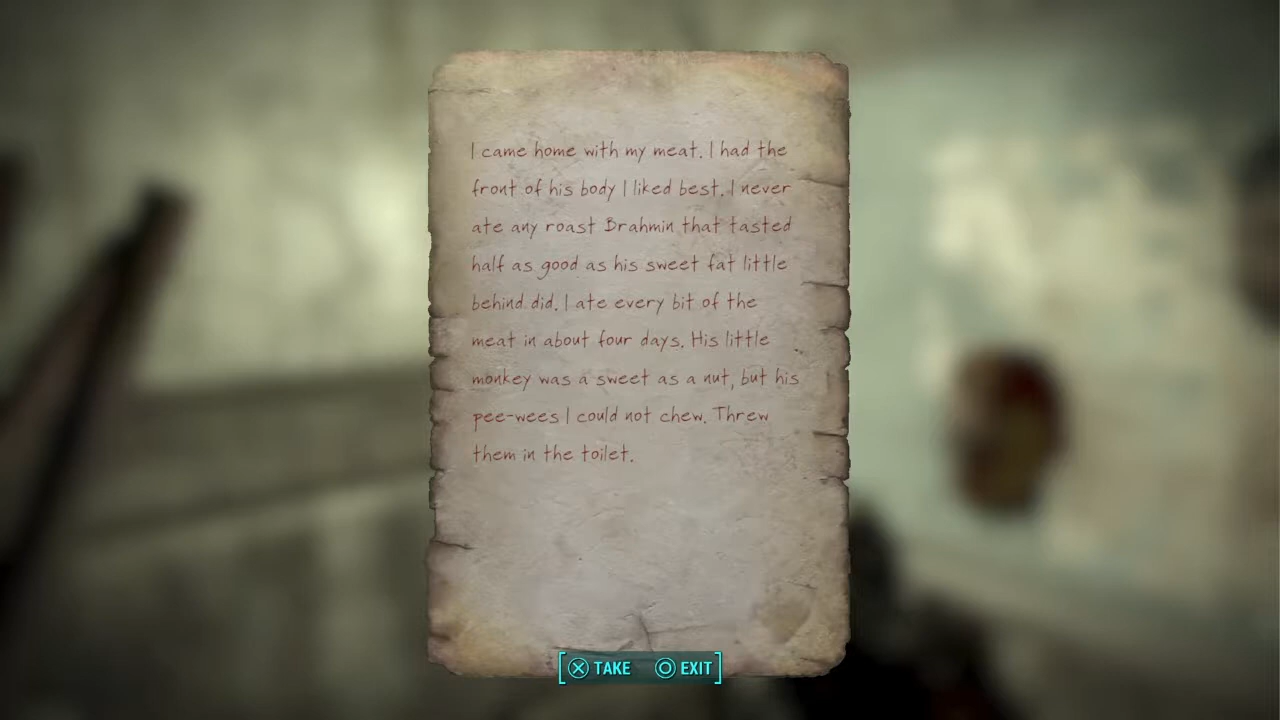 I came home with my meat. I had the
front of his body I liked best. I never
ate any roast Brahmin that tasted
half as good as his sweet fat little
behind did. I ate every bit of the
meat in about four days. His little
monkey was a sweet as a nut, but his
pee-wees I could not chew. Threw
them in the toilet.
TAKE EXIT